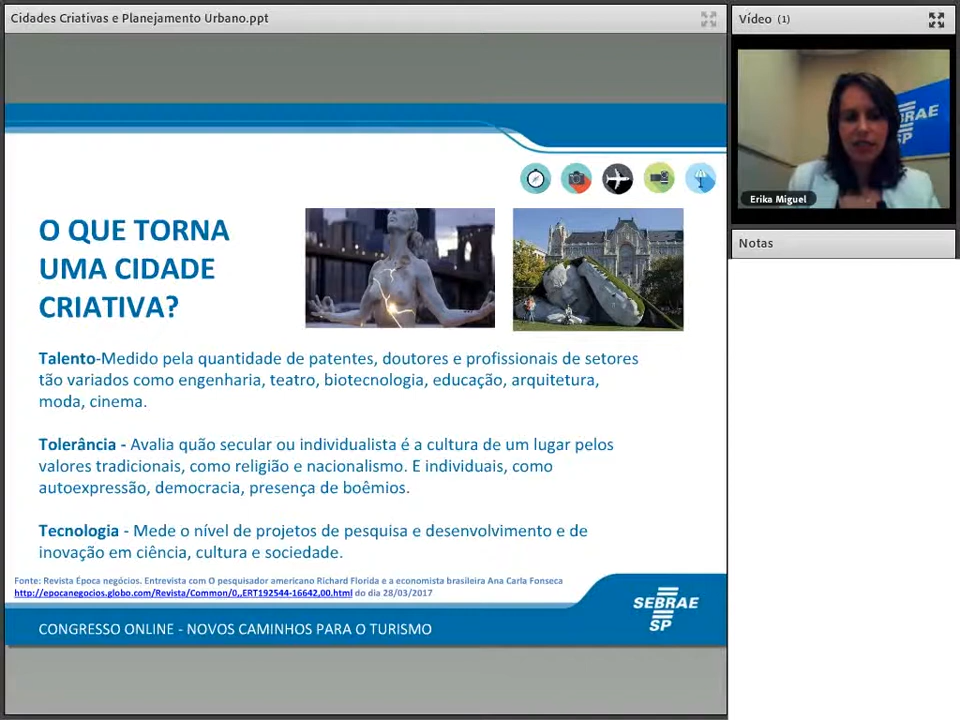 Cidades Criativas e Planejamento Urbano.ppt
Vídeo (1)
SEBRAE
SP
Erika Miguel
Notas
O QUE TORNA
UMA CIDADE
CRIATIVA?
Talento-Medido pela quantidade de patentes, doutores e profissionais de setores
tão variados como engenharia, teatro, biotecnologia, educação, arquitetura,
moda, cinema.
Tolerância - Avalia quão secular ou individualista é a cultura de um lugar pelos
valores tradicionais, como religião e nacionalismo. E individuais, como
autoexpressão, democracia, presença de boêmios.
Tecnologia - Mede o nível de projetos de pesquisa e desenvolvimento e de
inovação em ciência, cultura e sociedade.
Fonte: Revista Época negócios. Entrevista com O pesquisador americano Richard Florida e a economista brasileira Ana Carla Fonseca
http://epocanegocios.globo.com/Revista/Common/0,,ERT192544-16642,00.html do dia 28/03/2017
SEBRAE
SP
CONGRESSO ONLINE - NOVOS CAMINHOS PARA O TURISMO